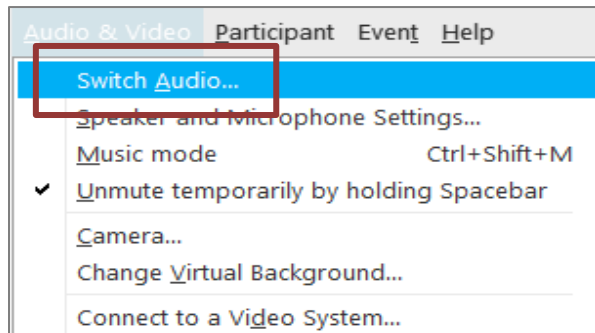 Audio & Video Participant Event Help
Switch Audio...
Speaker and Microphone Settings...
Music mode Ctrl+Shift+M
Unmute temporarily by holding Spacebar
Camera...
Change Virtual Background...
Connect to a Video System...